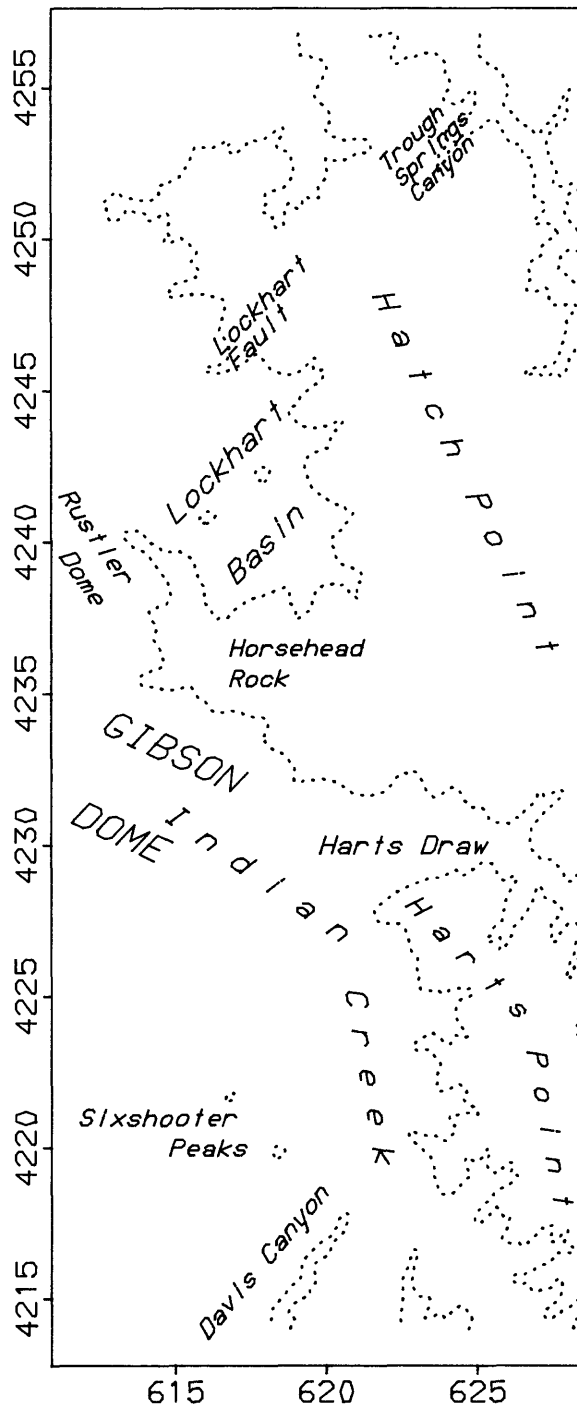 4255
Trough
Springs
Canyon
4250
Lockhart
Fault
Hatch Point
4245
Lockhart
Basin
Rustler
Dome
4240
Horsehead
Rock
4235
GIBSON
DOME
Indian Creek
4230
Harts Draw
Harts Point
4225
Sixshooter
Peaks
4220
Davis Canyon
4215
615 620 625